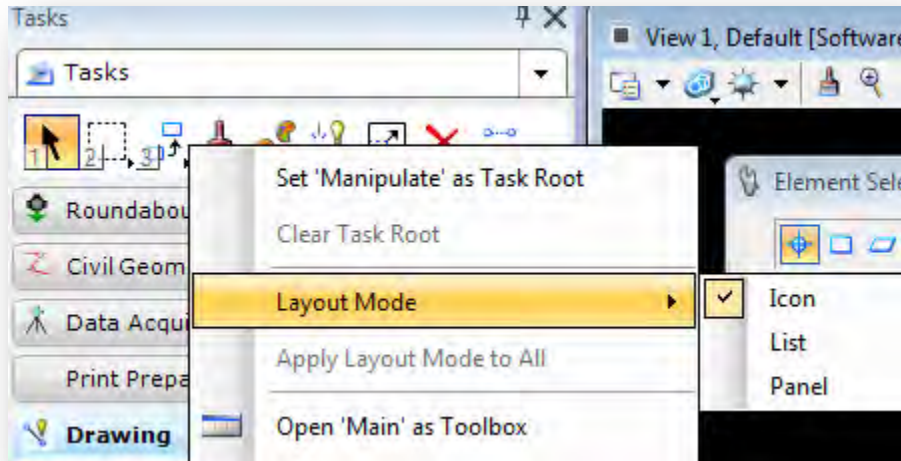 Tasks
View 1, Default [Software
Tasks
1 2 3
Set 'Manipulate' as Task Root
Element Sele
Roundabou
Clear Task Root
Civil Geom
Layout Mode
Icon
Data Acqui
List
Apply Layout Mode to All
Print Prepa
Panel
Drawing
Open 'Main' as Toolbox